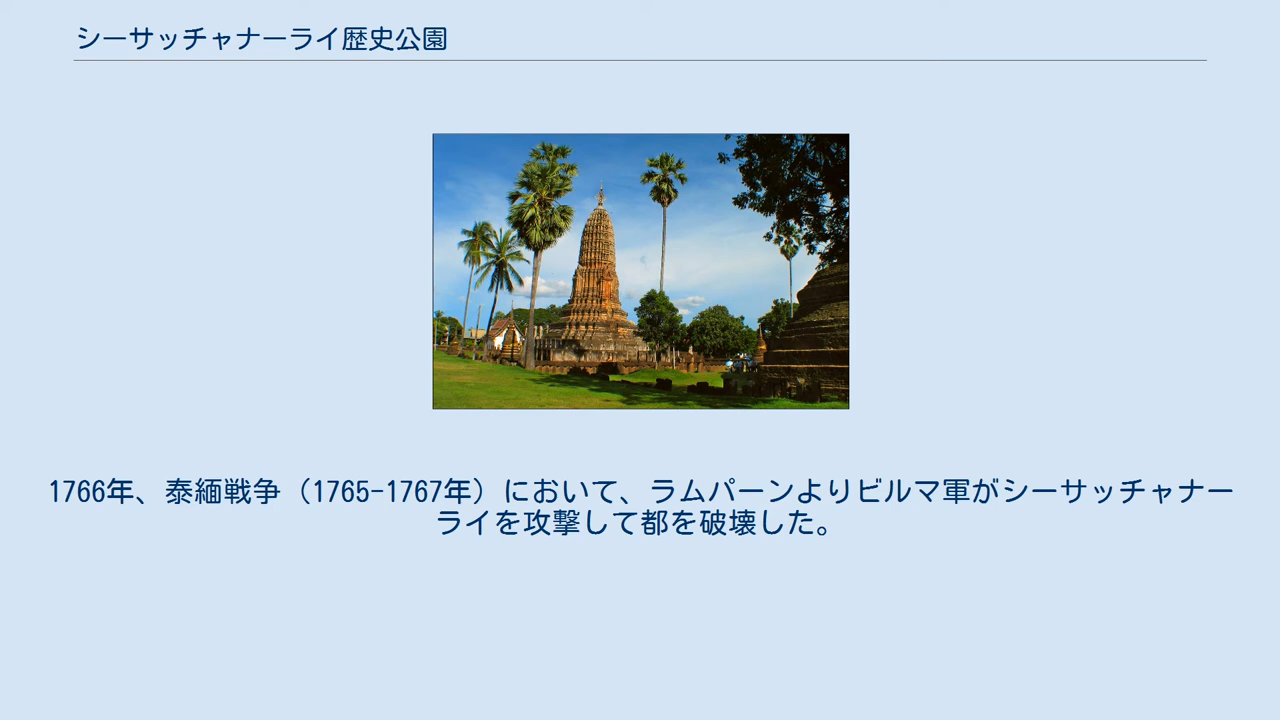 シーサッチャナーライ歴史公園
1766年、泰緬戦争（1765-1767年）において、ラムパーンよりビルマ軍がシーサッチャナー
ライを攻撃して都を破壊した。